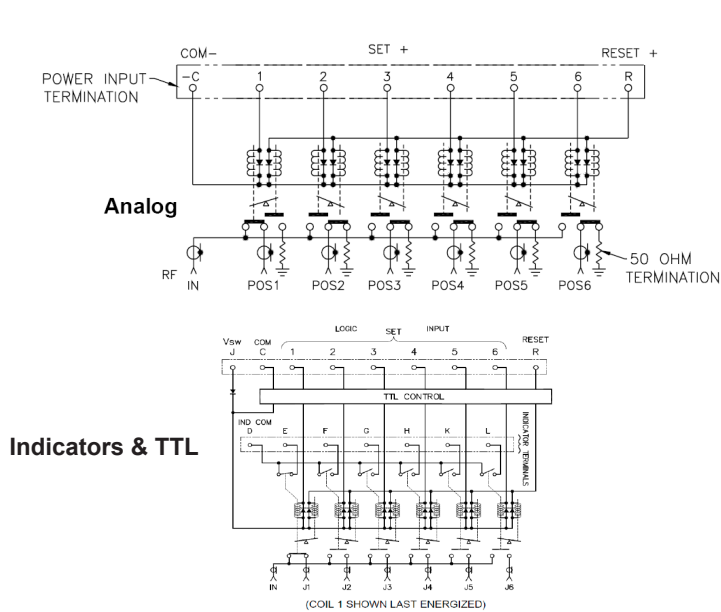 COM- SET + RESET +
POWER INPUT TERMINATION
-C 1 2 3 4 5 6 R
Analog
RF IN
POS1 POS2 POS3 POS4 POS5 POS6
50 OHM TERMINATION
LOGIC SET INPUT
Vsw COM RESET
J C 1 2 3 4 5 6 R
TTL CONTROL
IND COM
D E F G H K L
INDICATOR TERMINALS
Indicators & TTL
IN J1 J2 J3 J4 J5 J6
(COIL 1 SHOWN LAST ENERGIZED)